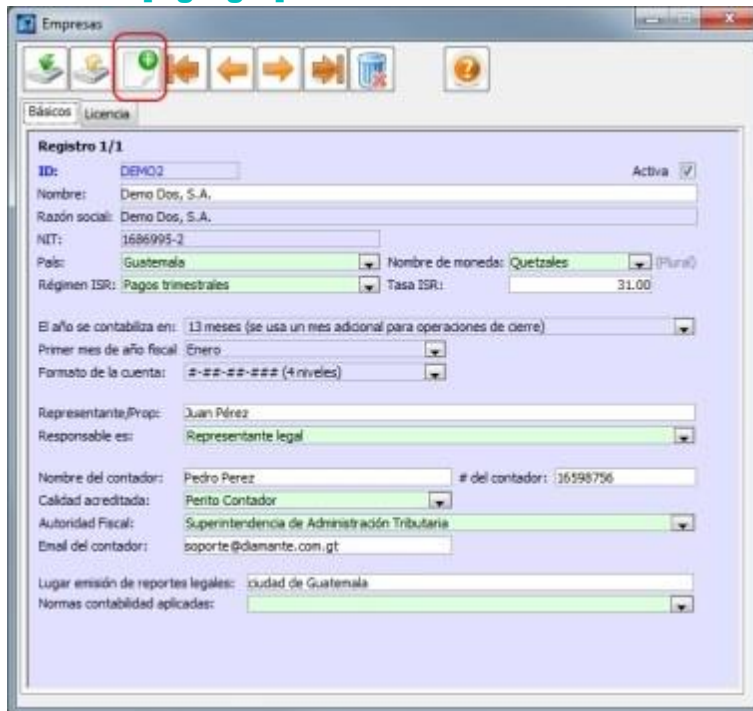 Empresas
Básicos Licencia
Registro 1/1
ID: DEMO2 Activa
Nombre: Demo Dos, S.A.
Razón social: Demo Dos, S.A.
NIT: 1686995-2
País: Guatemala Nombre de moneda: Quetzales (Plural)
Régimen ISR: Pagos trimestrales Tasa ISR: 31.00
El año se contabiliza en: 13 meses (se usa un mes adicional para operaciones de cierre)
Primer mes de año fiscal Enero
Formato de la cuenta: #-##-##-### (4 niveles)
Representante/Prop: Juan Pérez
Responsable es: Representante legal
Nombre del contador: Pedro Perez # del contador: 16598756
Calidad acreditada: Perito Contador
Autoridad Fiscal: Superintendencia de Administración Tributaria
Email del contador: soporte@diamante.com.gt
Lugar emisión de reportes legales: ciudad de Guatemala
Normas contabilidad aplicadas: